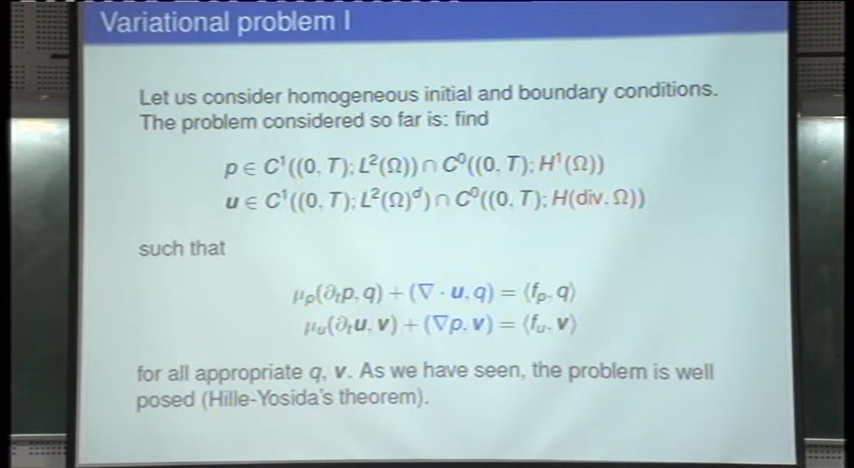 Variational problem I
Let us consider homogeneous initial and boundary conditions.
The problem considered so far is: find
p ∈ C¹((0, T); L²(Ω)) ∩ C⁰((0, T); H¹(Ω))
u ∈ C¹((0, T); L²(Ω)ᵈ) ∩ C⁰((0, T); H(div, Ω))
such that
μₚ(∂ₜp, q) + (∇ · u, q) = ⟨fₚ, q⟩
μᵤ(∂ₜu, v) + (∇p, v) = ⟨fᵤ, v⟩
for all appropriate q, v. As we have seen, the problem is well
posed (Hille-Yosida's theorem).